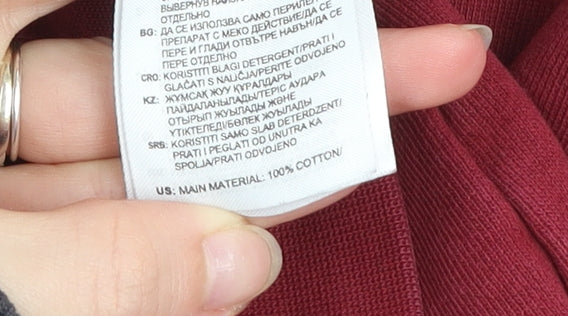 ВЫВЕРНУВ НАИЗН
ОТДЕЛЬНО
BG: ДА СЕ ИЗПОЛЗВА САМО ПЕРИЛЕН
ПРЕПАРАТ С МЕКО ДЕЙСТВИЕ/ДА СЕ
ПЕРЕ И ГЛАДИ ОТВЪТРЕ НАВЪН/ДА СЕ
ПЕРЕ ОТДЕЛНО
CRO: KORISTITI BLAGI DETERGENT/PRATI I
GLAČATI S NALIČJA/PERITE ODVOJENO
KZ: ЖҰМСАҚ ЖУУ ҚҰРАЛДАРЫ
ПАЙДАЛАНЫЛАДЫ/ТЕРІС АУДАРА
ОТЫРЫП ЖУЫЛАДЫ ЖӘНЕ
ҮТІКТЕЛЕДІ/БӨЛЕК ЖУЫЛАДЫ
SRB: KORISTITI SAMO SLAB DETERDZENT/
PRATI I PEGLATI OD UNUTRA KA
SPOLJA/PRATI ODVOJENO
US: MAIN MATERIAL: 100% COTTON/